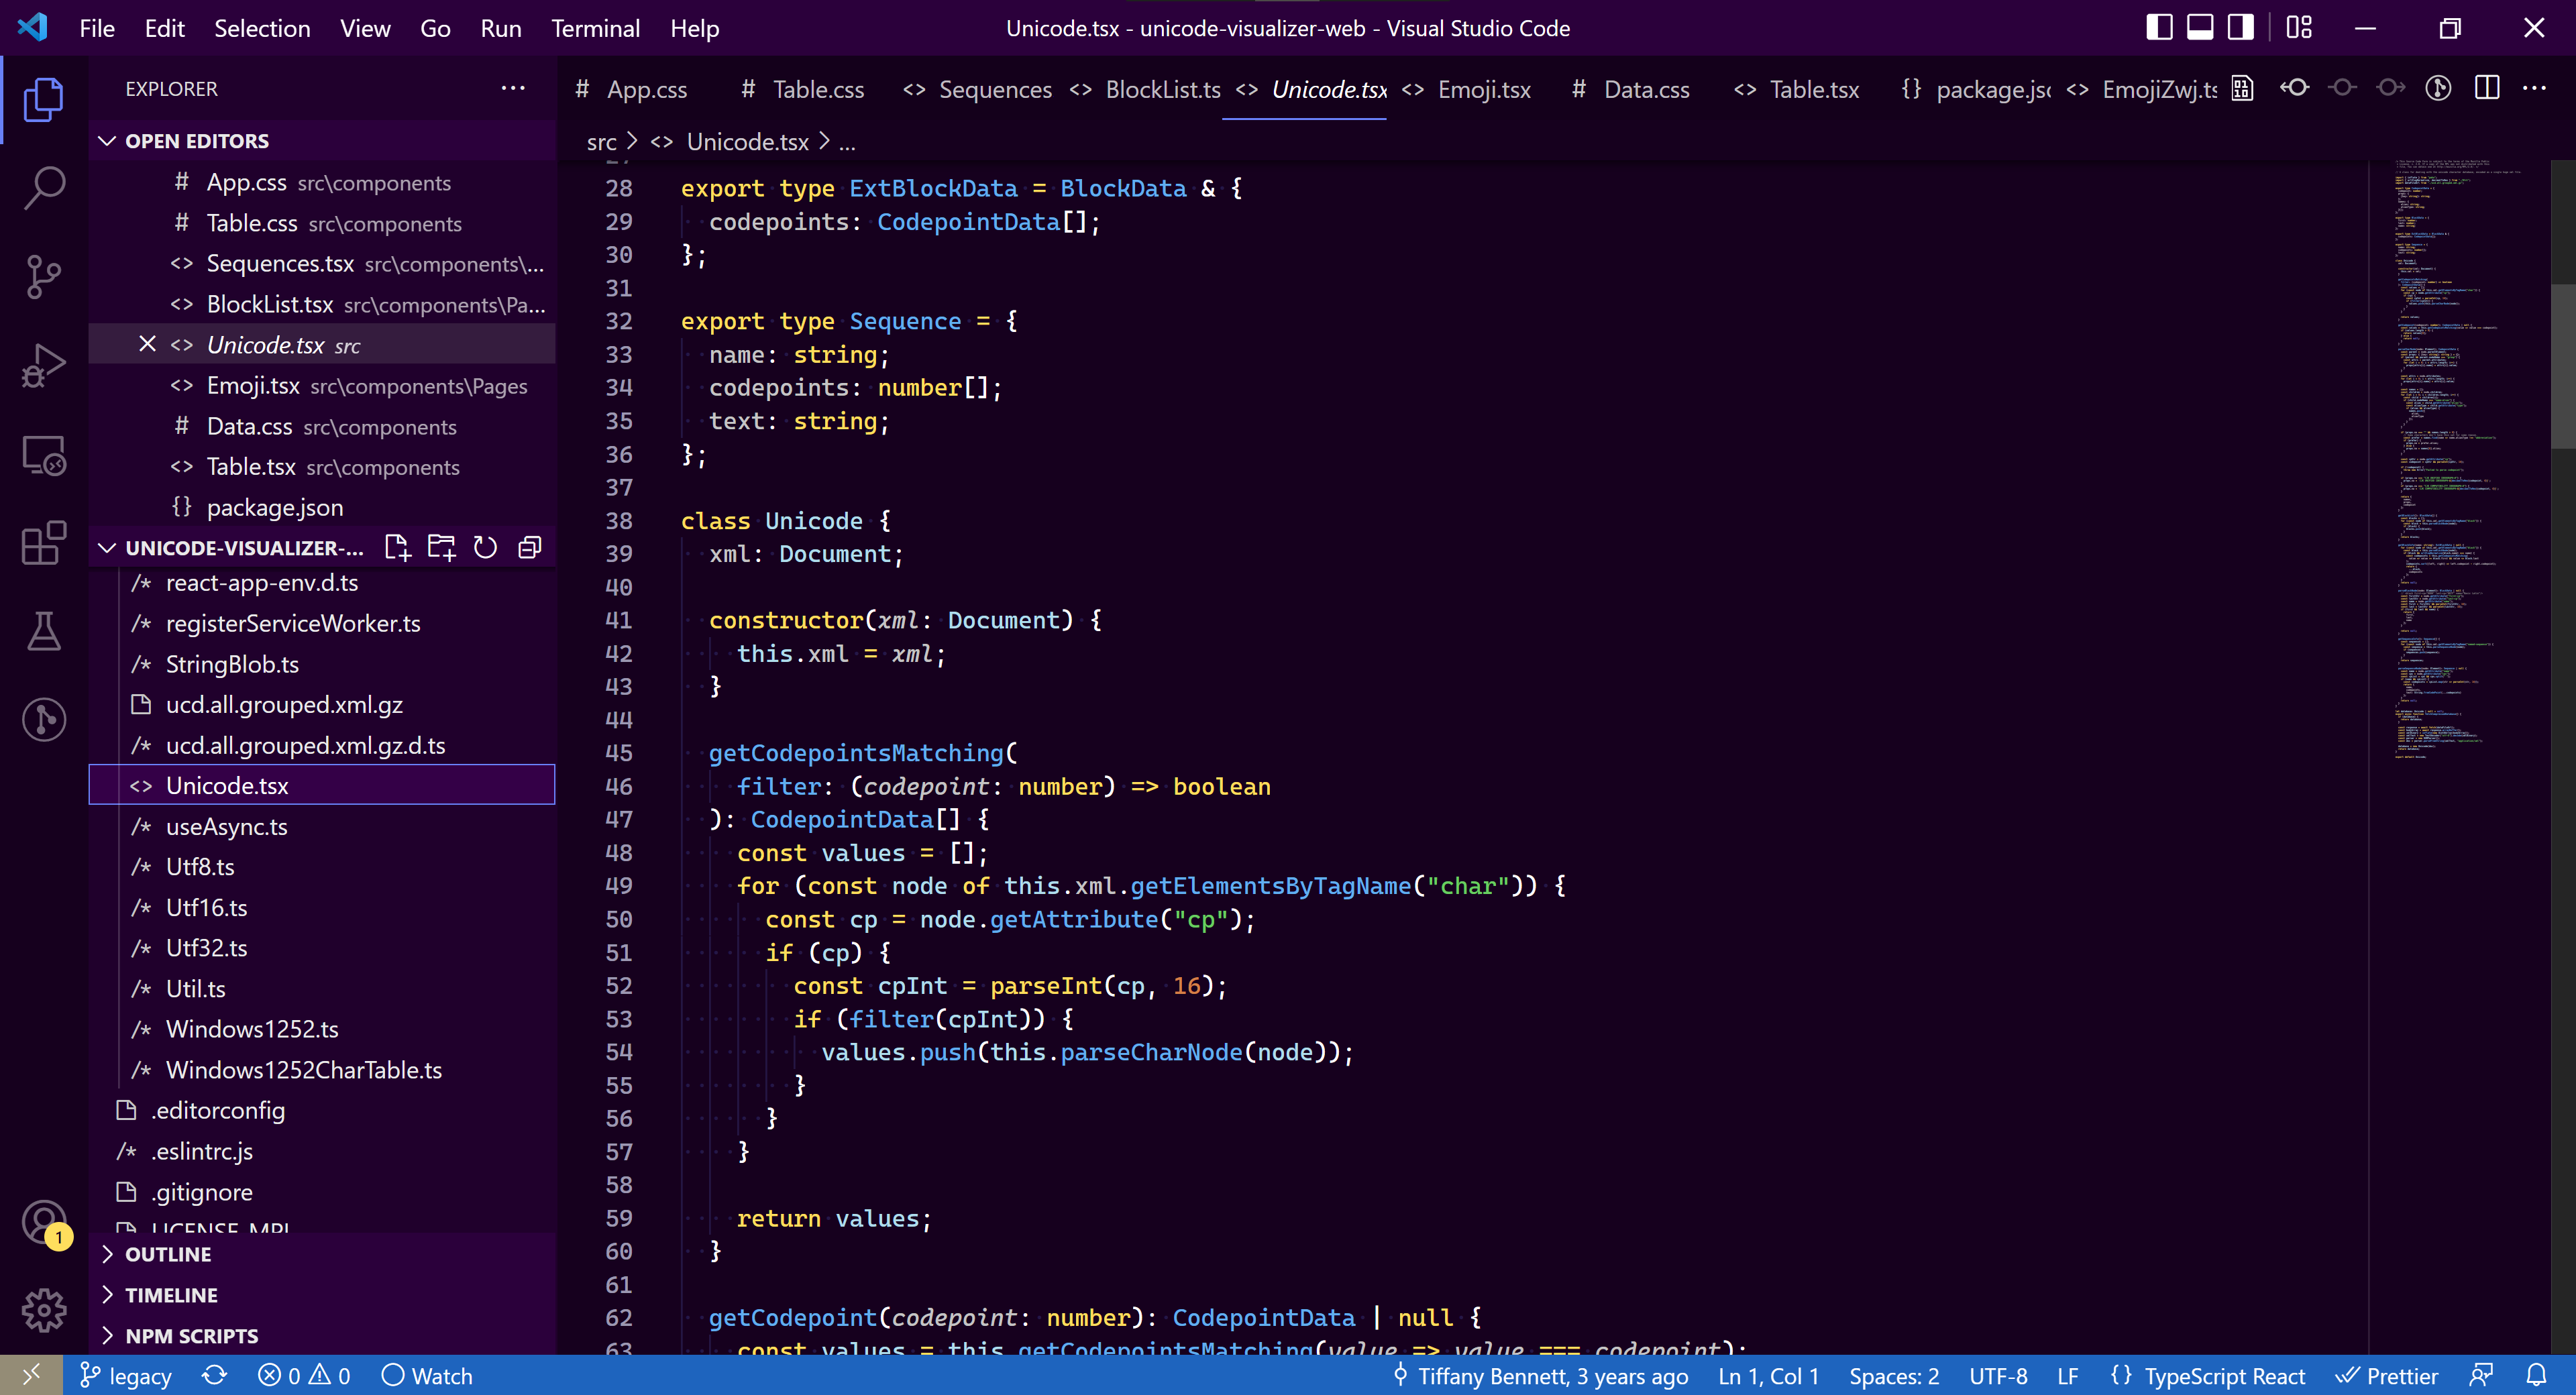 File Edit Selection View Go Run Terminal Help
Unicode.tsx - unicode-visualizer-web - Visual Studio Code
EXPLORER
OPEN EDITORS
# App.css src\components
# Table.css src\components
<> Sequences.tsx src\components\...
<> BlockList.tsx src\components\Pa...
<> Unicode.tsx src
<> Emoji.tsx src\components\Pages
# Data.css src\components
<> Table.tsx src\components
{} package.json
UNICODE-VISUALIZER-...
/* react-app-env.d.ts
/* registerServiceWorker.ts
/* StringBlob.ts
ucd.all.grouped.xml.gz
/* ucd.all.grouped.xml.gz.d.ts
<> Unicode.tsx
/* useAsync.ts
/* Utf8.ts
/* Utf16.ts
/* Utf32.ts
/* Util.ts
/* Windows1252.ts
/* Windows1252CharTable.ts
.editorconfig
/* .eslintrc.js
.gitignore
LICENSE-MPL
OUTLINE
TIMELINE
NPM SCRIPTS
1
# App.css # Table.css <> Sequences <> BlockList.ts <> Unicode.tsx <> Emoji.tsx # Data.css <> Table.tsx {} package.jso <> EmojiZwj.ts
src > <> Unicode.tsx > ...
28 export type ExtBlockData = BlockData & {
29 codepoints: CodepointData[];
30 };
31
32 export type Sequence = {
33 name: string;
34 codepoints: number[];
35 text: string;
36 };
37
38 class Unicode {
39 xml: Document;
40
41 constructor(xml: Document) {
42 this.xml = xml;
43 }
44
45 getCodepointsMatching(
46 filter: (codepoint: number) => boolean
47 ): CodepointData[] {
48 const values = [];
49 for (const node of this.xml.getElementsByTagName("char")) {
50 const cp = node.getAttribute("cp");
51 if (cp) {
52 const cpInt = parseInt(cp, 16);
53 if (filter(cpInt)) {
54 values.push(this.parseCharNode(node));
55 }
56 }
57 }
58
59 return values;
60 }
61
62 getCodepoint(codepoint: number): CodepointData | null {
63 const values = this.getCodepointsMatching(value => value === codepoint);
legacy 0 0 Watch Tiffany Bennett, 3 years ago Ln 1, Col 1 Spaces: 2 UTF-8 LF {} TypeScript React Prettier